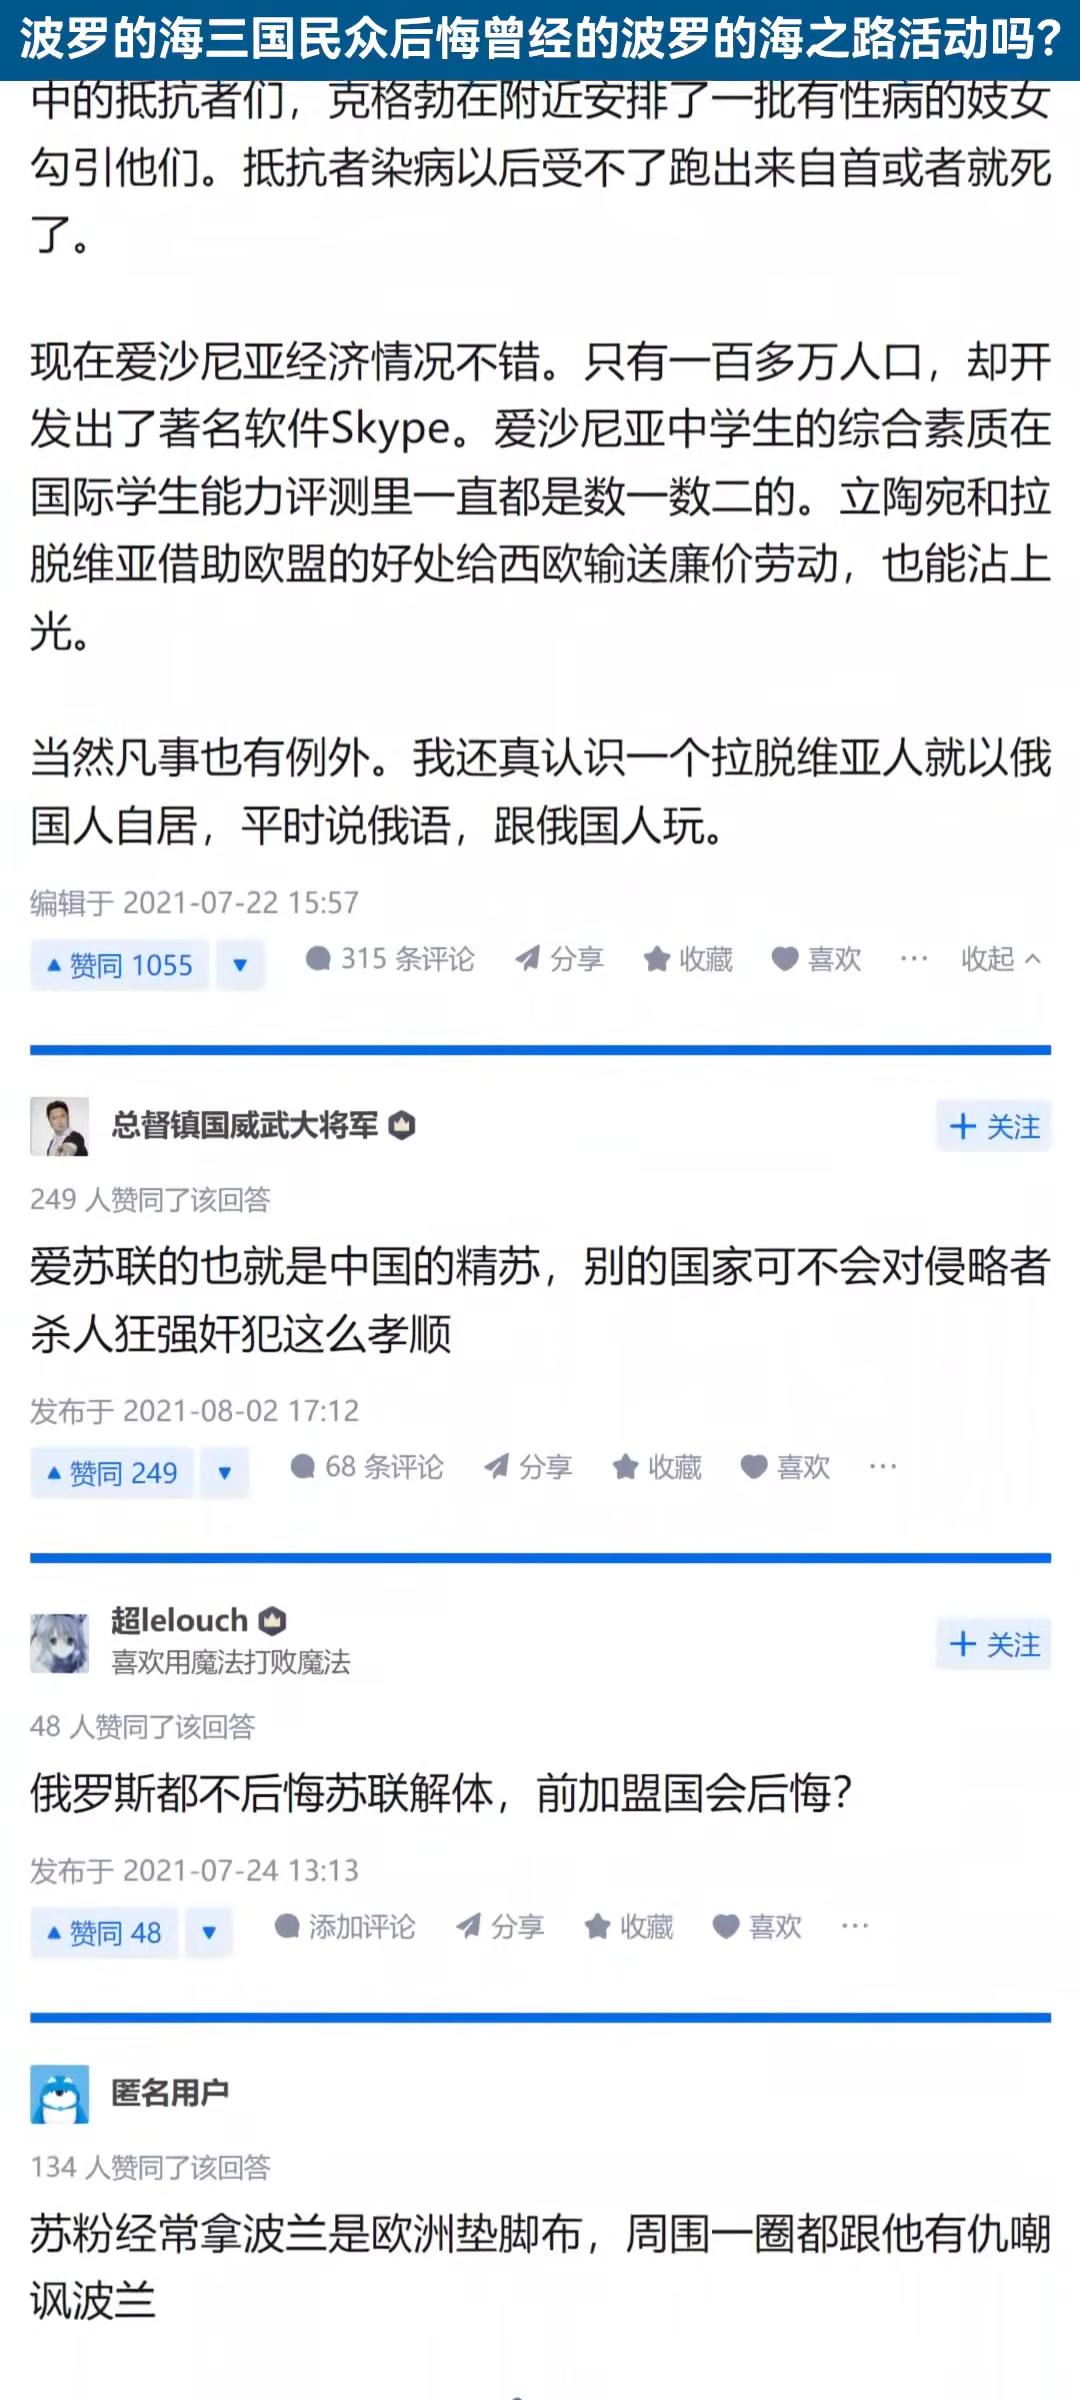 波罗的海三国民众后悔曾经的波罗的海之路活动吗？
中的抵抗者们，克格勃在附近安排了一批有性病的妓女
勾引他们。抵抗者染病以后受不了跑出来自首或者就死
了。
现在爱沙尼亚经济情况不错。只有一百多万人口，却开
发出了著名软件Skype。爱沙尼亚中学生的综合素质在
国际学生能力评测里一直都是数一数二的。立陶宛和拉
脱维亚借助欧盟的好处给西欧输送廉价劳动，也能沾上
光。
当然凡事也有例外。我还真认识一个拉脱维亚人就以俄
国人自居，平时说俄语，跟俄国人玩。
编辑于 2021-07-22 15:57
赞同 1055 315 条评论 分享 收藏 喜欢 ··· 收起
总督镇国威武大将军 + 关注
249 人赞同了该回答
爱苏联的也就是中国的精苏，别的国家可不会对侵略者
杀人狂强奸犯这么孝顺
发布于 2021-08-02 17:12
赞同 249 68 条评论 分享 收藏 喜欢 ···
超lelouch + 关注
喜欢用魔法打败魔法
48 人赞同了该回答
俄罗斯都不后悔苏联解体，前加盟国会后悔？
发布于 2021-07-24 13:13
赞同 48 添加评论 分享 收藏 喜欢 ···
匿名用户
134 人赞同了该回答
苏粉经常拿波兰是欧洲垫脚布，周围一圈都跟他有仇嘲
讽波兰